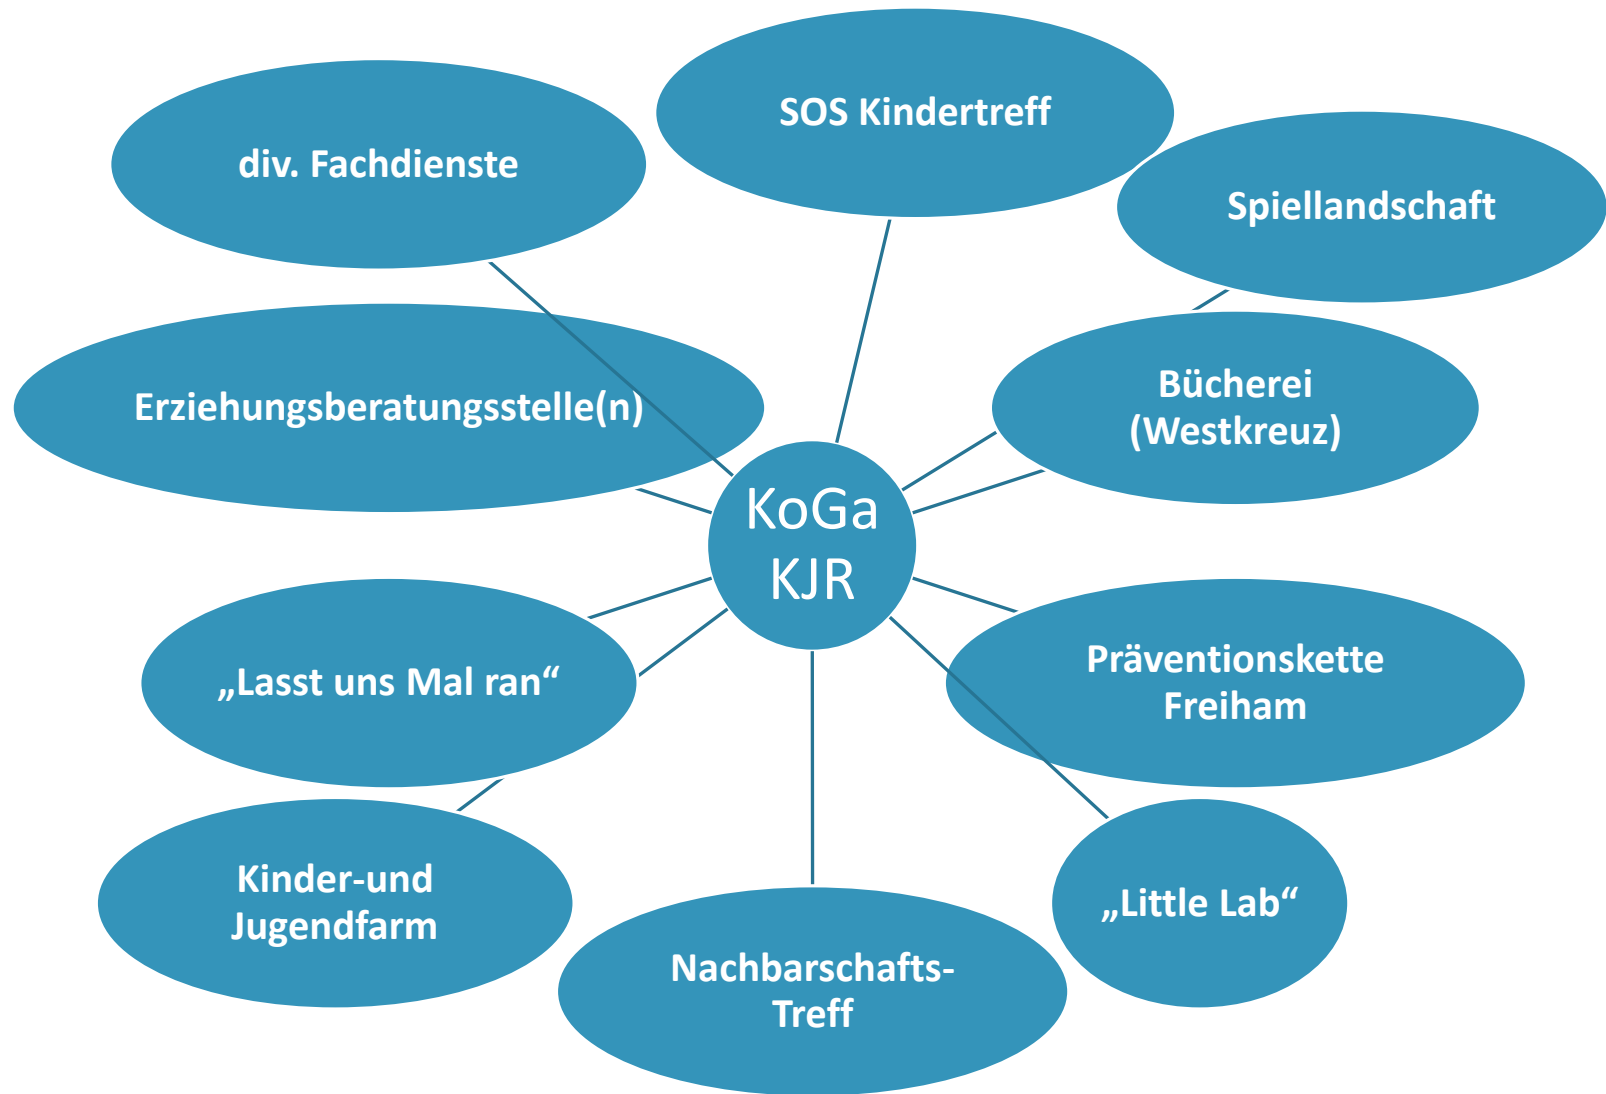 SOS Kindertreff
div. Fachdienste
Spiellandschaft
Erziehungsberatungsstelle(n)
Bücherei
(Westkreuz)
KoGa
KJR
„Lasst uns Mal ran“
Präventionskette
Freiham
Kinder-und
Jugendfarm
„Little Lab“
Nachbarschafts-
Treff